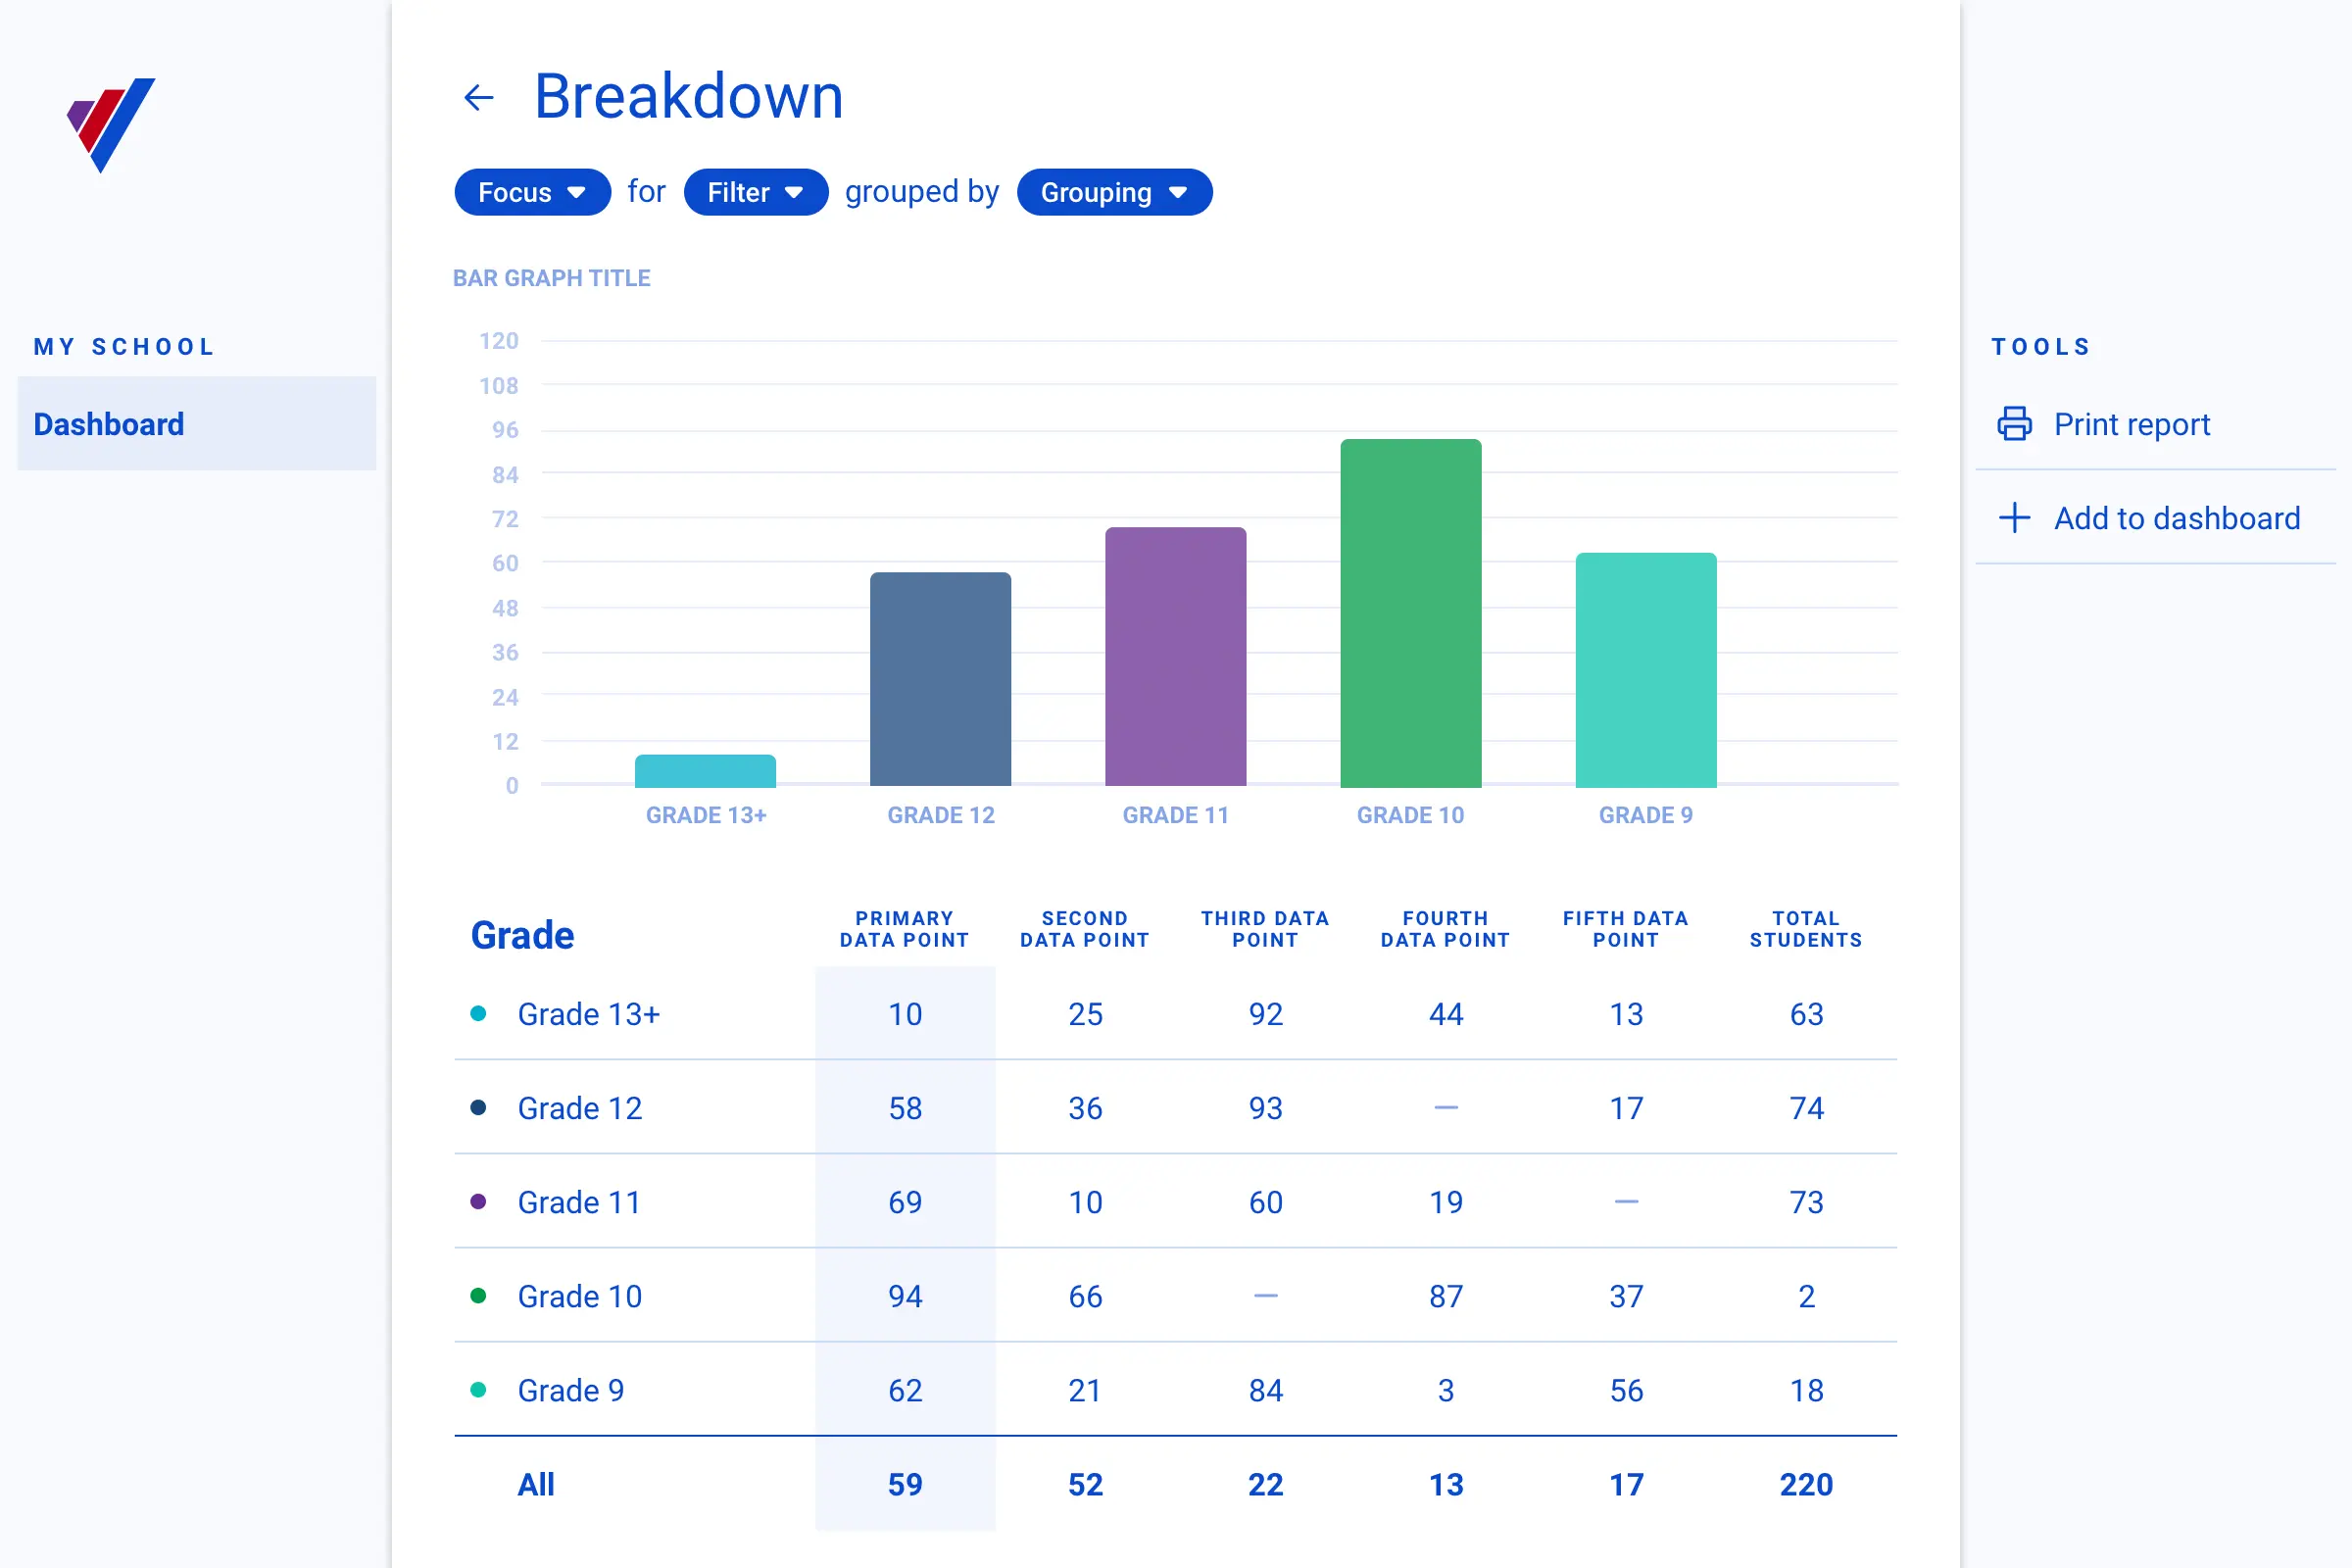 Breakdown
Focus for Filter grouped by Grouping
BAR GRAPH TITLE
MY SCHOOL
Dashboard
120
108
96
84
72
60
48
36
24
12
0
GRADE 13+ GRADE 12 GRADE 11 GRADE 10 GRADE 9
TOOLS
Print report
Add to dashboard
Grade PRIMARY DATA POINT SECOND DATA POINT THIRD DATA POINT FOURTH DATA POINT FIFTH DATA POINT TOTAL STUDENTS
Grade 13+ 10 25 92 44 13 63
Grade 12 58 36 93 — 17 74
Grade 11 69 10 60 19 — 73
Grade 10 94 66 — 87 37 2
Grade 9 62 21 84 3 56 18
All 59 52 22 13 17 220